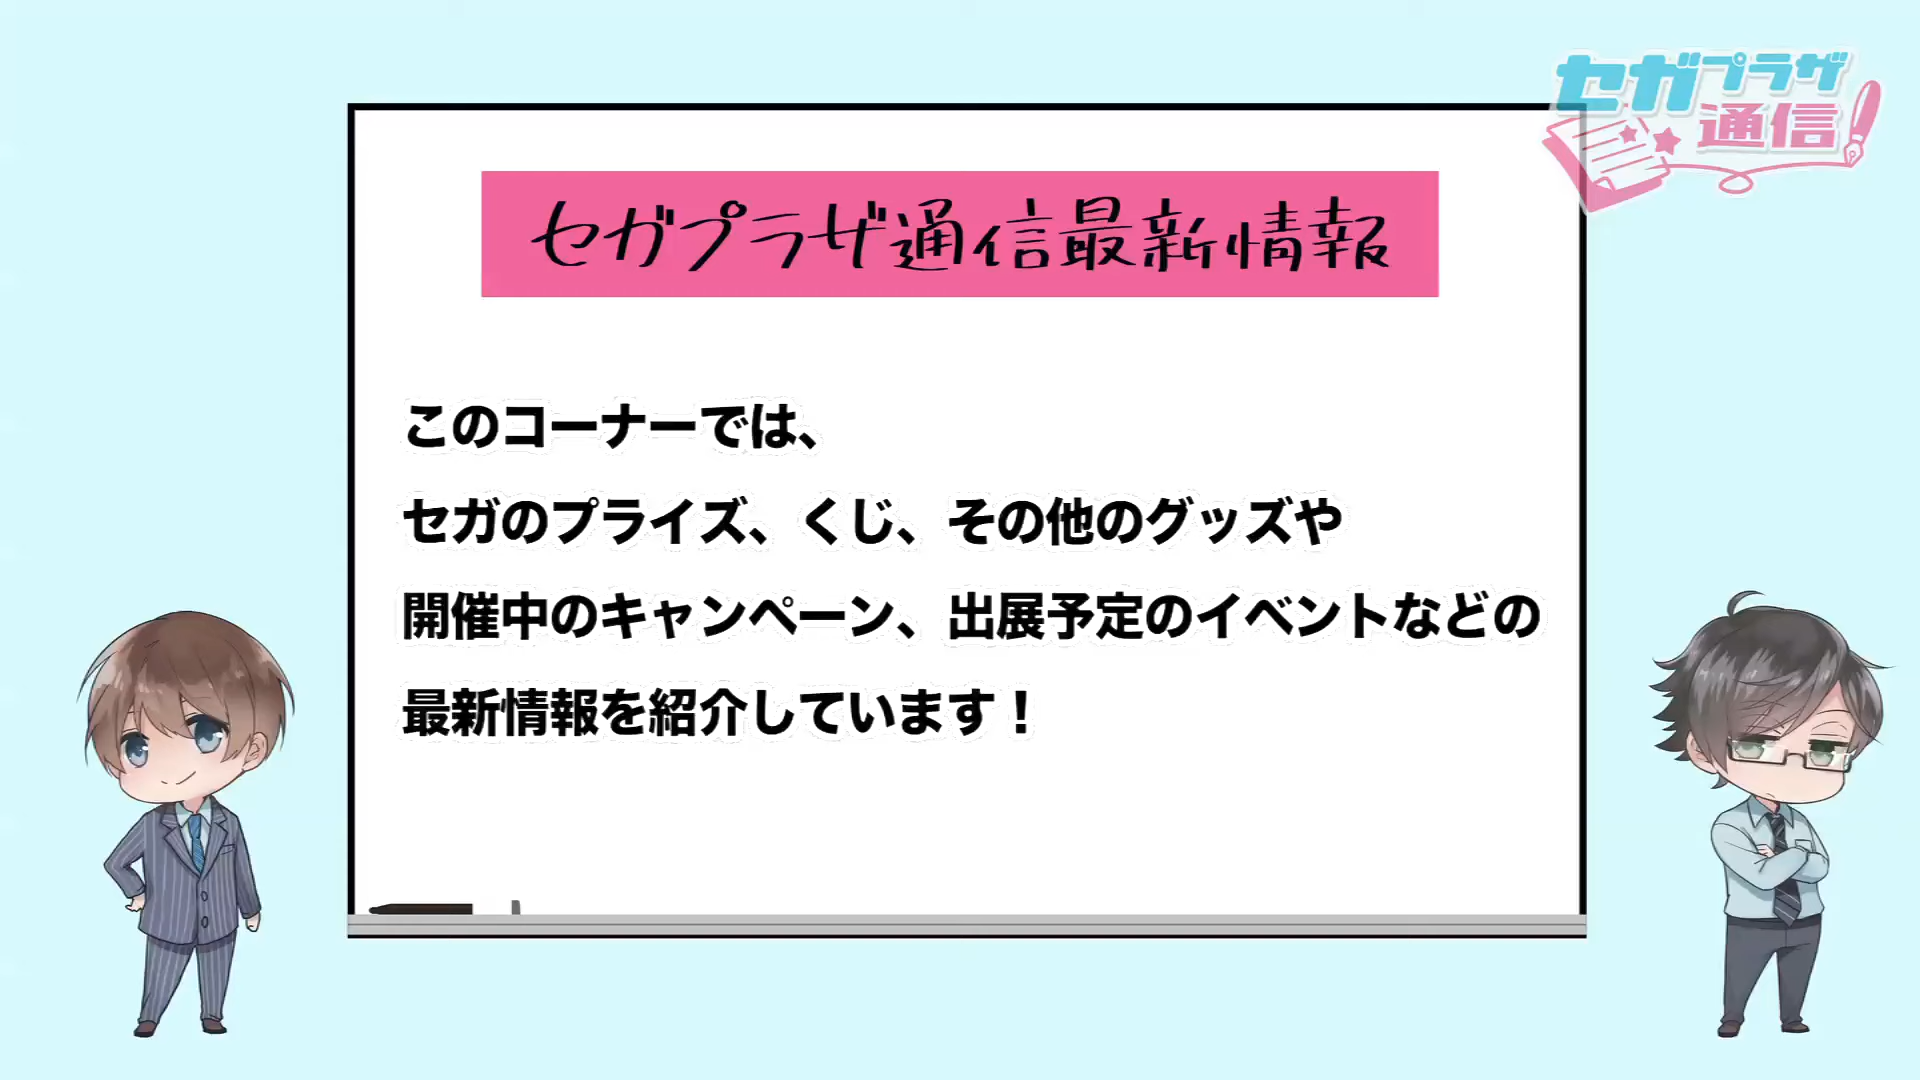 セガプラザ
通信
セガプラザ通信最新情報
このコーナーでは、
セガのプライズ、くじ、その他のグッズや
開催中のキャンペーン、出展予定のイベントなどの
最新情報を紹介しています！